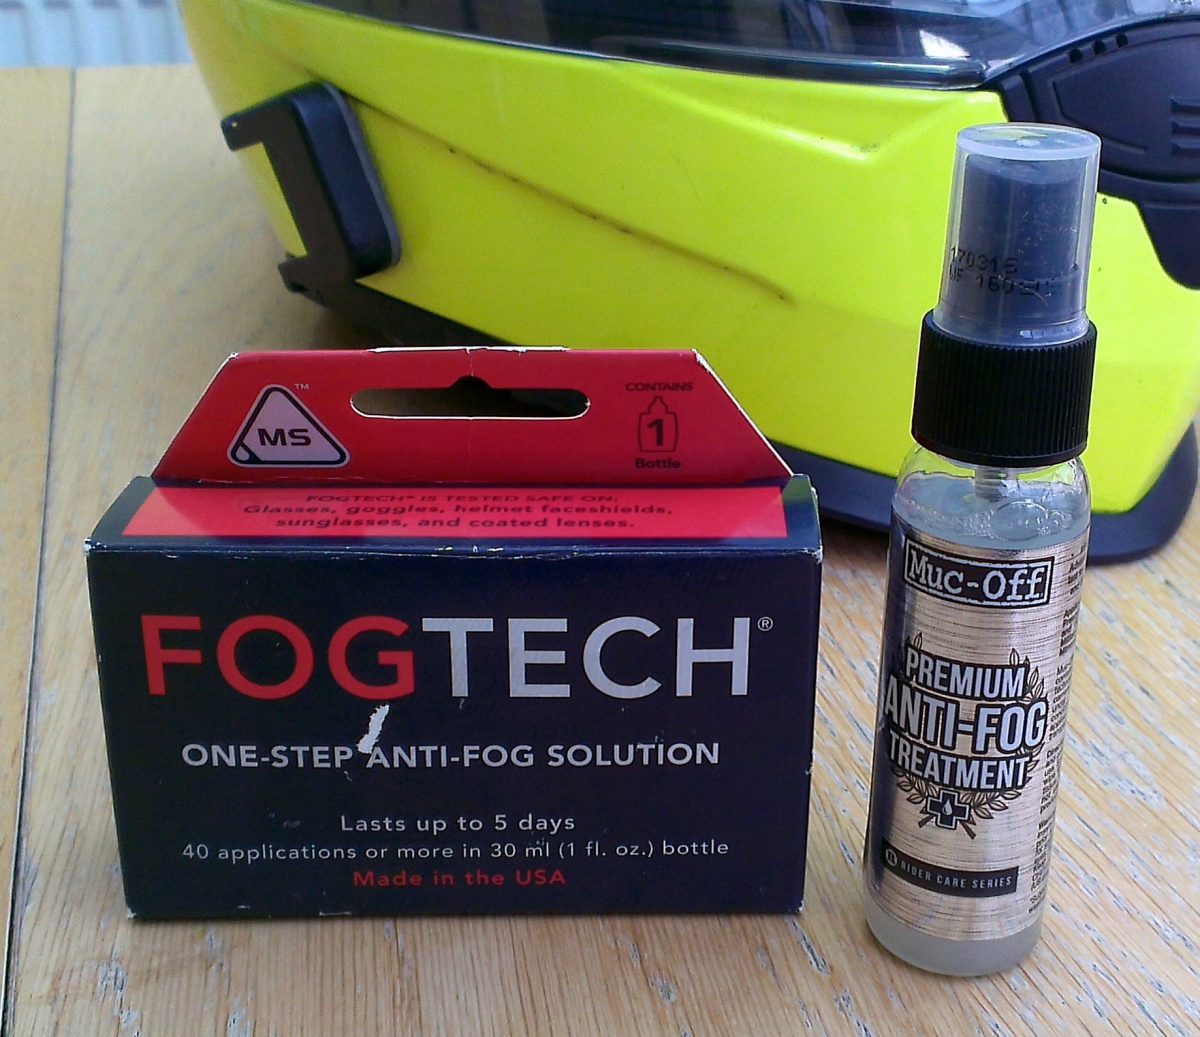 MS
TM
CONTAINS
1
Bottle
FOGTECH® IS TESTED SAFE ON:
Glasses, goggles, helmet faceshields,
sunglasses, and coated lenses.
FOGTECH®
ONE-STEP ANTI-FOG SOLUTION
Lasts up to 5 days
40 applications or more in 30 ml (1 fl. oz.) bottle
Made in the USA
170315
Muc-Off
PREMIUM
ANTI-FOG
TREATMENT
RIDER CARE SERIES